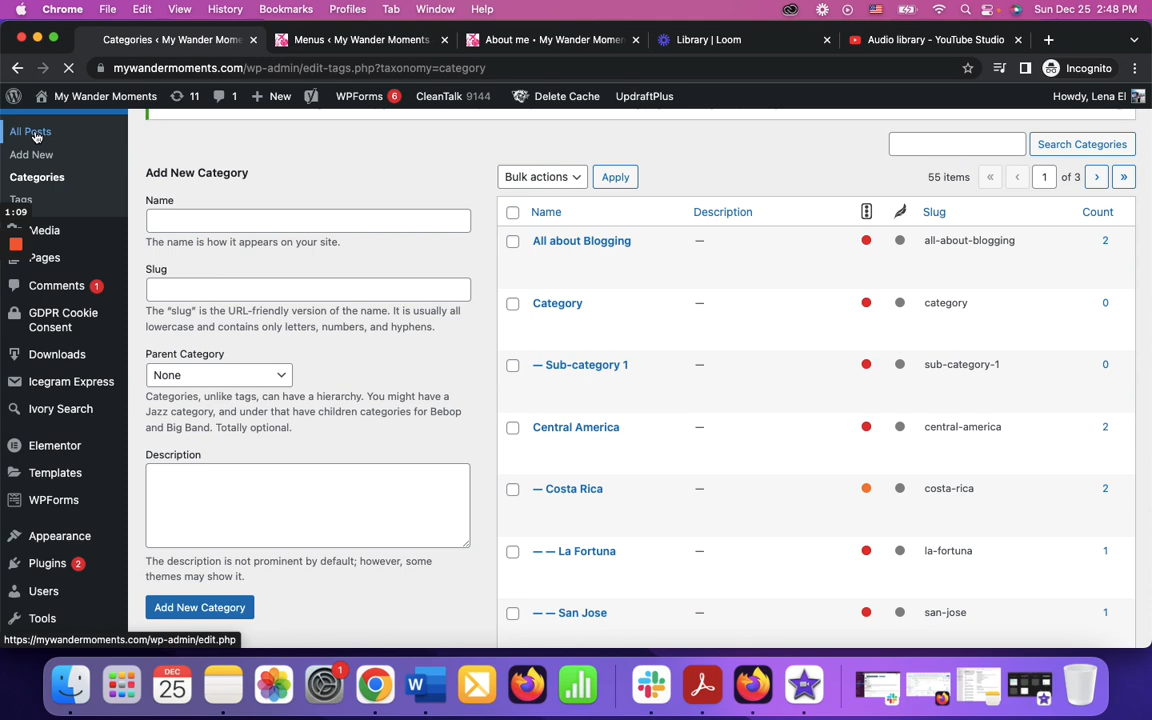 Chrome File Edit View History Bookmarks Profiles Tab Window Help Sun Dec 25 2:48 PM
Categories ‹ My Wander Mome Menus ‹ My Wander Moments About me • My Wander Momen Library | Loom Audio library - YouTube Studio
mywandermoments.com/wp-admin/edit-tags.php?taxonomy=category Incognito
My Wander Moments 11 1 New WPForms 6 CleanTalk 9144 Delete Cache UpdraftPlus Howdy, Lena El
All Posts
Add New
Categories
Tags
1:09
Media
Pages
Comments 1
GDPR Cookie
Consent
Downloads
Icegram Express
Ivory Search
Elementor
Templates
WPForms
Appearance
Plugins 2
Users
Tools
https://mywandermoments.com/wp-admin/edit.php
Add New Category
Name
The name is how it appears on your site.
Slug
The “slug” is the URL-friendly version of the name. It is usually all
lowercase and contains only letters, numbers, and hyphens.
Parent Category
None
Categories, unlike tags, can have a hierarchy. You might have a
Jazz category, and under that have children categories for Bebop
and Big Band. Totally optional.
Description
The description is not prominent by default; however, some
themes may show it.
Add New Category
Search Categories
Bulk actions Apply 55 items « ‹ 1 of 3 › »
Name Description Slug Count
All about Blogging — all-about-blogging 2
Category — category 0
— Sub-category 1 — sub-category-1 0
Central America — central-america 2
— Costa Rica — costa-rica 2
— — La Fortuna — la-fortuna 1
— — San Jose — san-jose 1
DEC
25
1